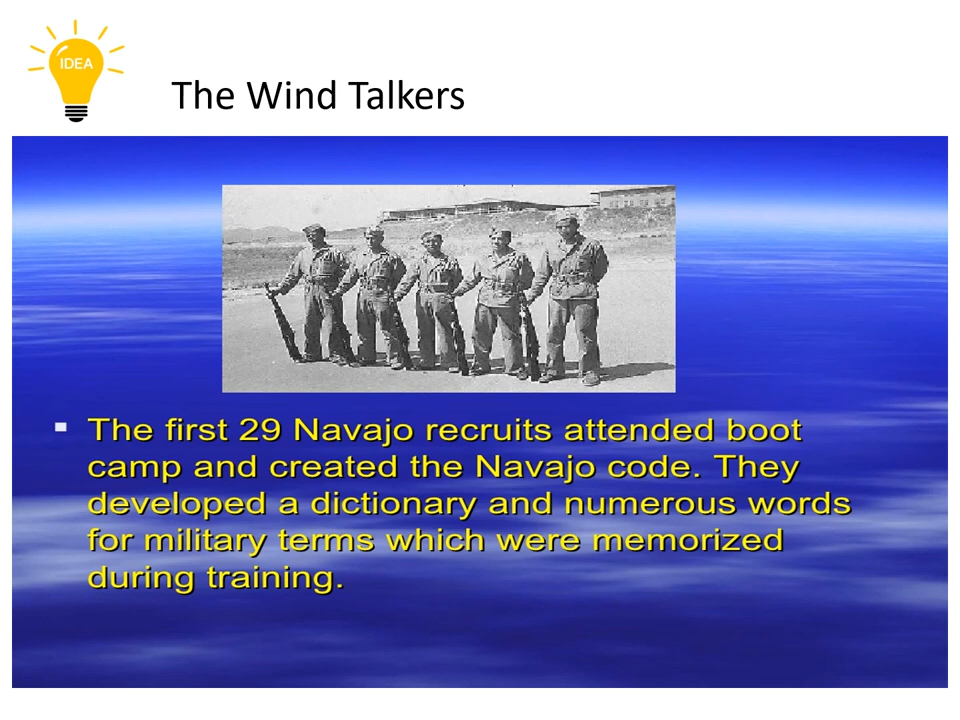 IDEA
The Wind Talkers
▪ The first 29 Navajo recruits attended boot
camp and created the Navajo code. They
developed a dictionary and numerous words
for military terms which were memorized
during training.